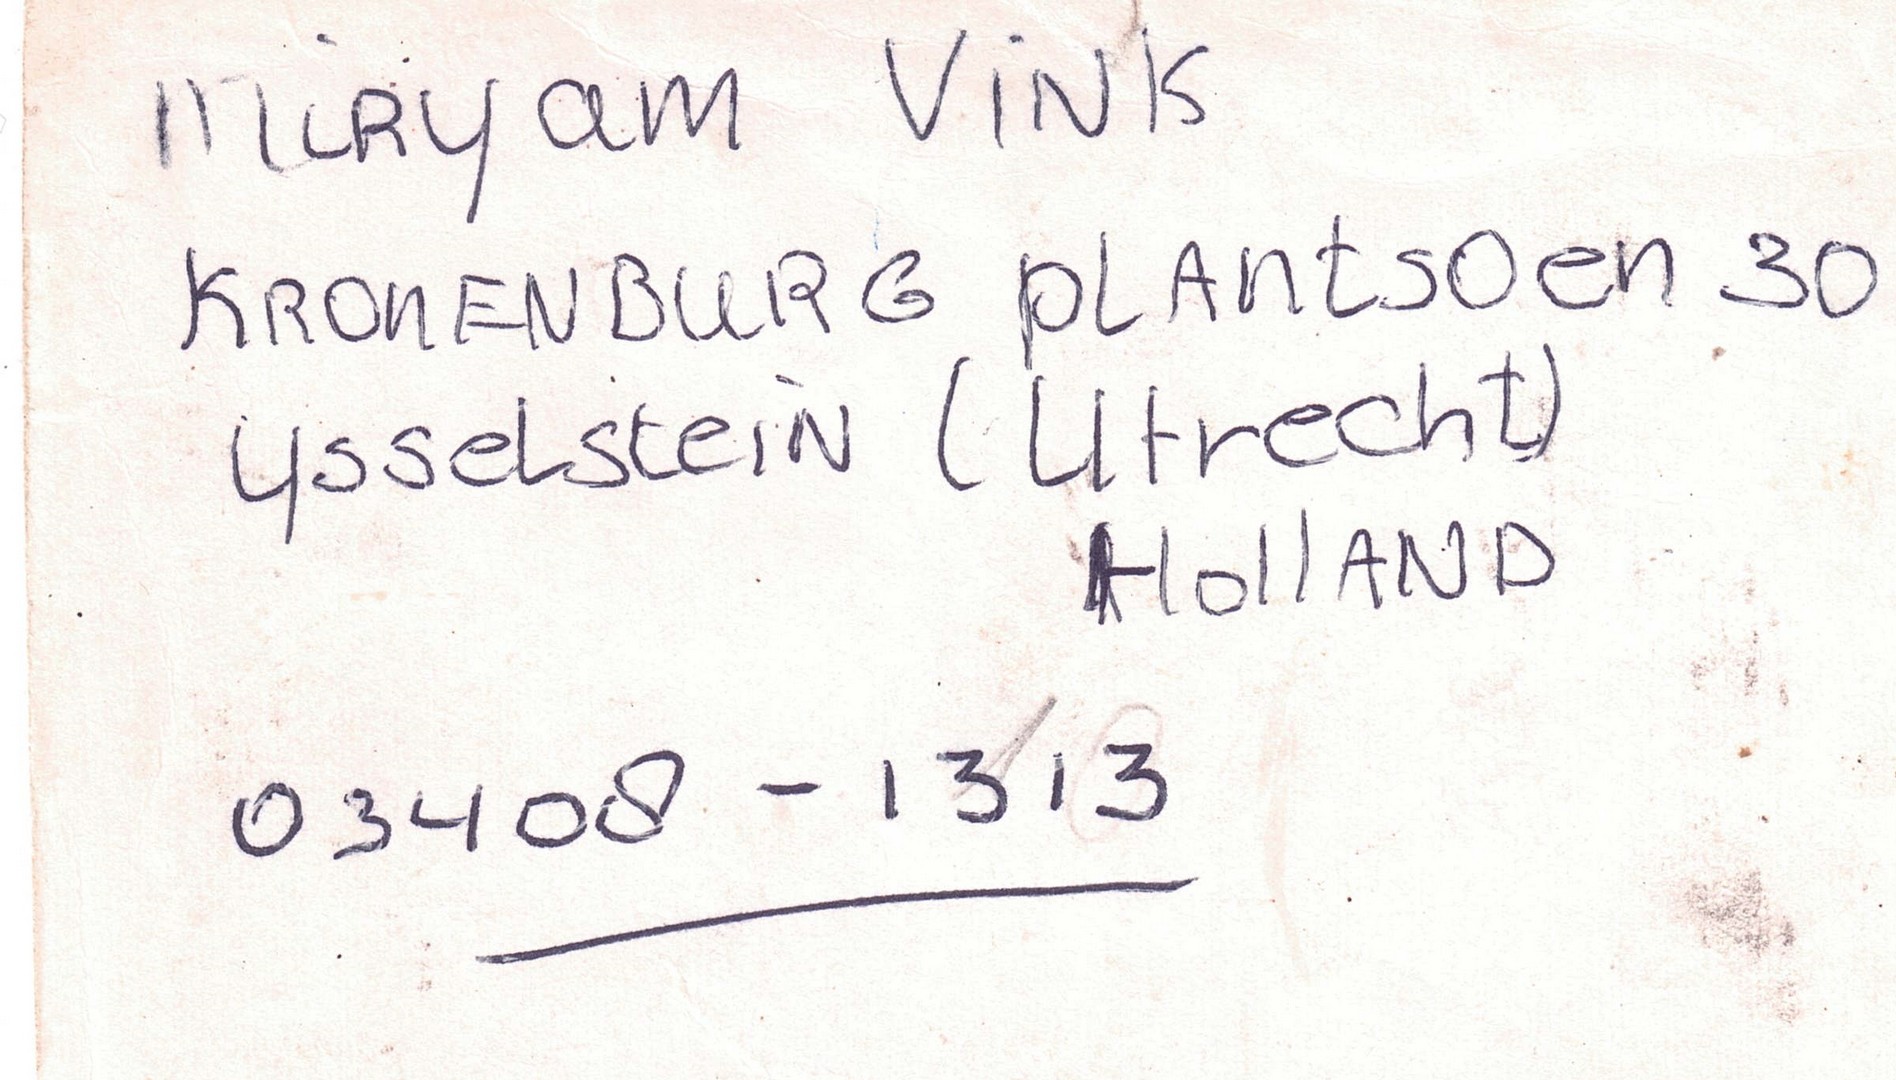 Miryam Vink
KRONENBURG plantsoen 30
ysselstein (Utrecht)
HollAND
03408 - 1313